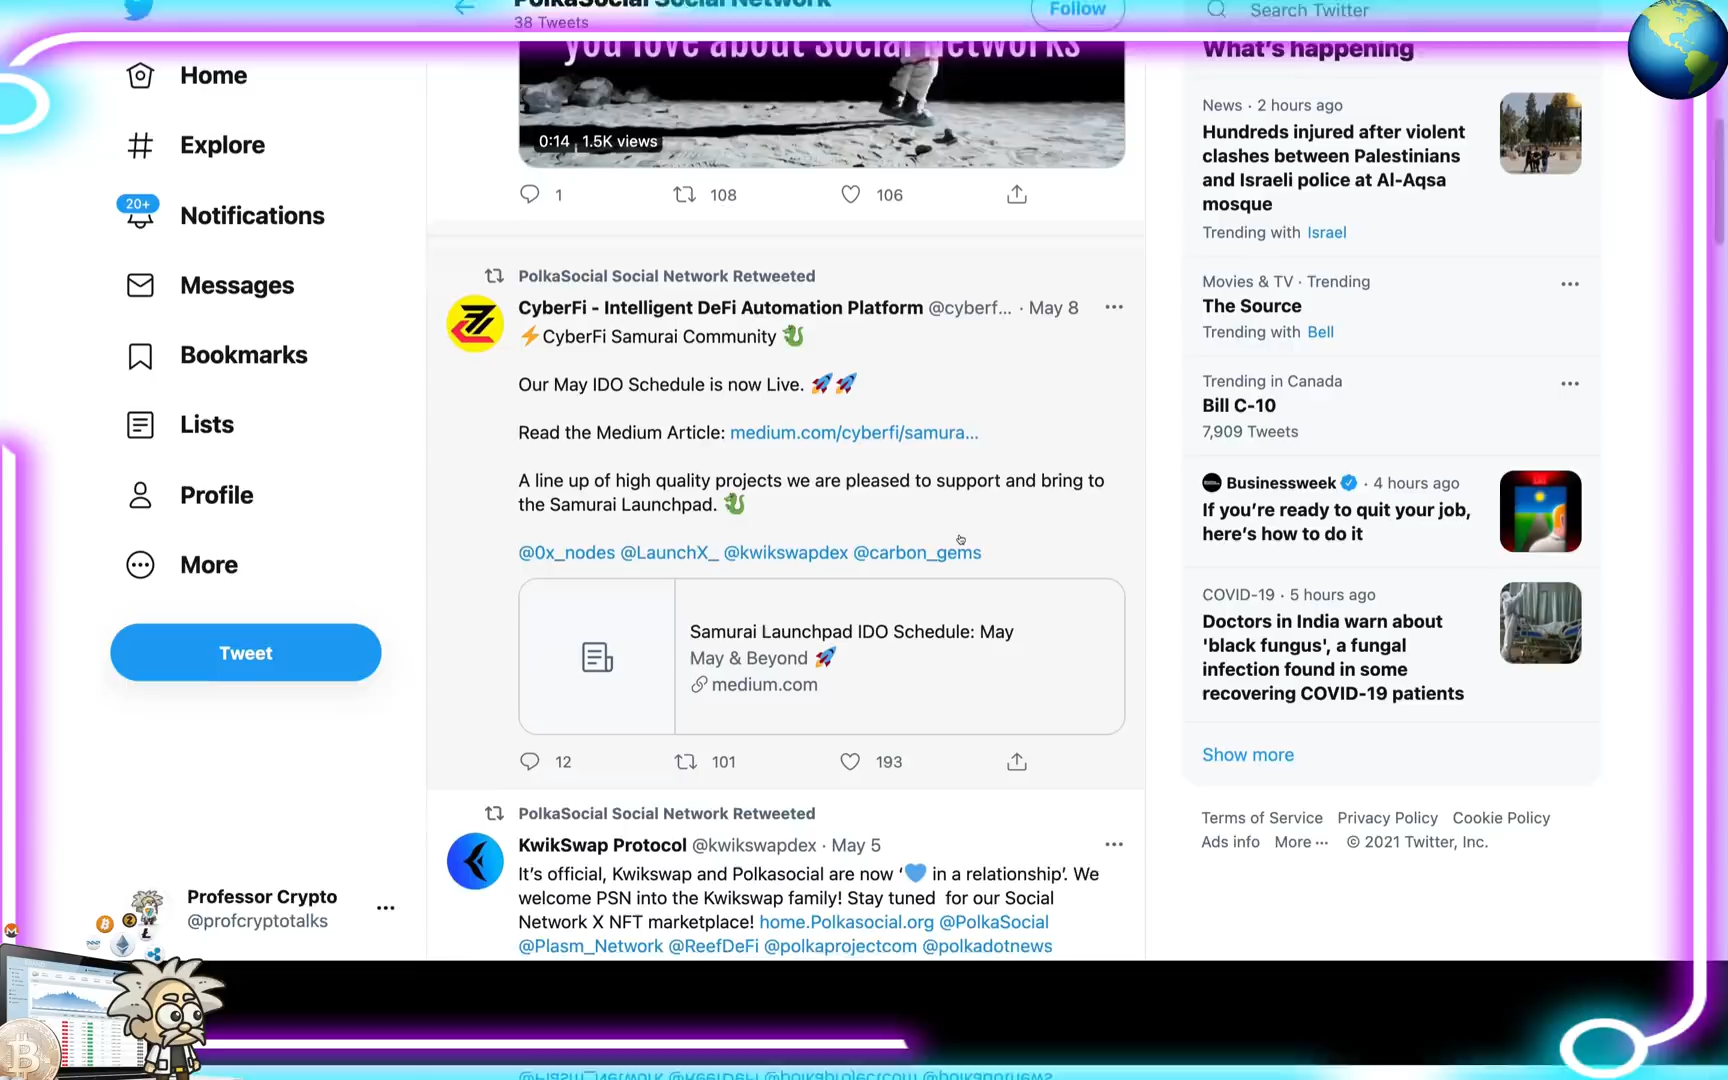 PolkaSocial Social Network
38 Tweets
Follow
Search Twitter
you love about Social Networks
0:14
1.5K views
1 108 106
Home
Explore
20+
Notifications
Messages
Bookmarks
Lists
Profile
More
Tweet
Professor Crypto
@profcryptotalks
PolkaSocial Social Network Retweeted
CyberFi - Intelligent DeFi Automation Platform @cyberf... · May 8
⚡CyberFi Samurai Community 🐉
Our May IDO Schedule is now Live. 🚀🚀
Read the Medium Article: medium.com/cyberfi/samura...
A line up of high quality projects we are pleased to support and bring to
the Samurai Launchpad. 🐉
@0x_nodes @LaunchX_ @kwikswapdex @carbon_gems
Samurai Launchpad IDO Schedule: May
May & Beyond 🚀
medium.com
12 101 193
PolkaSocial Social Network Retweeted
KwikSwap Protocol @kwikswapdex · May 5
It's official, Kwikswap and Polkasocial are now '💙 in a relationship'. We
welcome PSN into the Kwikswap family! Stay tuned for our Social
Network X NFT marketplace! home.Polkasocial.org @PolkaSocial
@Plasm_Network @ReefDeFi @polkaprojectcom @polkadotnews
What's happening
News · 2 hours ago
Hundreds injured after violent
clashes between Palestinians
and Israeli police at Al-Aqsa
mosque
Trending with Israel
Movies & TV · Trending
The Source
Trending with Bell
Trending in Canada
Bill C-10
7,909 Tweets
Businessweek · 4 hours ago
If you're ready to quit your job,
here's how to do it
COVID-19 · 5 hours ago
Doctors in India warn about
'black fungus', a fungal
infection found in some
recovering COVID-19 patients
Show more
Terms of Service Privacy Policy Cookie Policy
Ads info More ··· © 2021 Twitter, Inc.